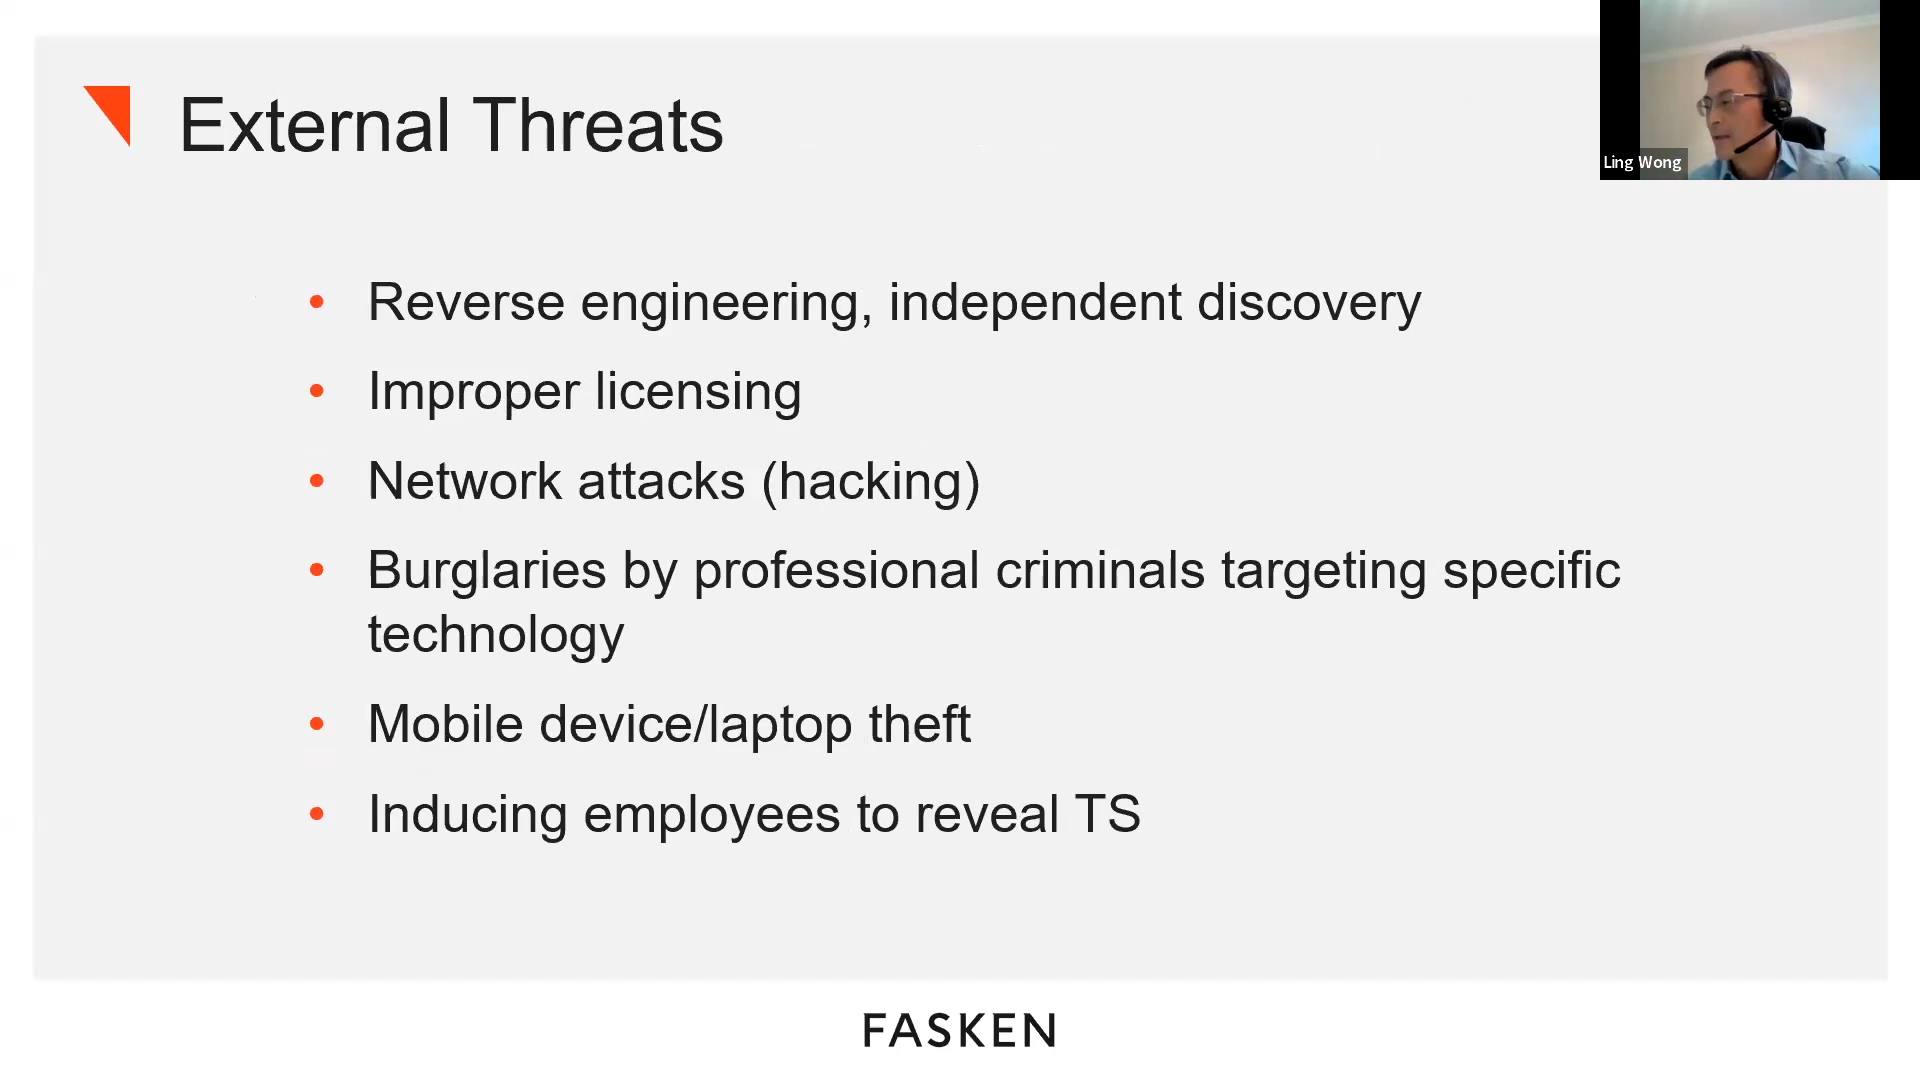 External Threats
Ling Wong
• Reverse engineering, independent discovery
• Improper licensing
• Network attacks (hacking)
• Burglaries by professional criminals targeting specific
technology
• Mobile device/laptop theft
• Inducing employees to reveal TS
FASKEN